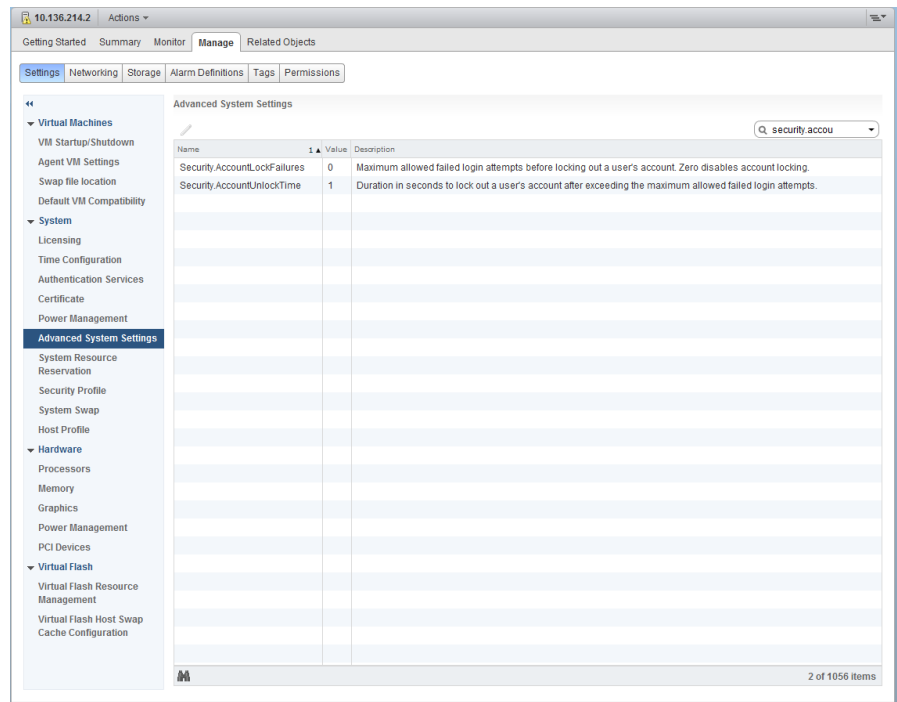 10.136.214.2 Actions
Getting Started Summary Monitor Manage Related Objects
Settings Networking Storage Alarm Definitions Tags Permissions
Virtual Machines
VM Startup/Shutdown
Agent VM Settings
Swap file location
Default VM Compatibility
System
Licensing
Time Configuration
Authentication Services
Certificate
Power Management
Advanced System Settings
System Resource
Reservation
Security Profile
System Swap
Host Profile
Hardware
Processors
Memory
Graphics
Power Management
PCI Devices
Virtual Flash
Virtual Flash Resource
Management
Virtual Flash Host Swap
Cache Configuration
Advanced System Settings
security.accou
Name 1 Value Description
Security.AccountLockFailures 0 Maximum allowed failed login attempts before locking out a user's account. Zero disables account locking.
Security.AccountUnlockTime 1 Duration in seconds to lock out a user's account after exceeding the maximum allowed failed login attempts.
2 of 1056 items